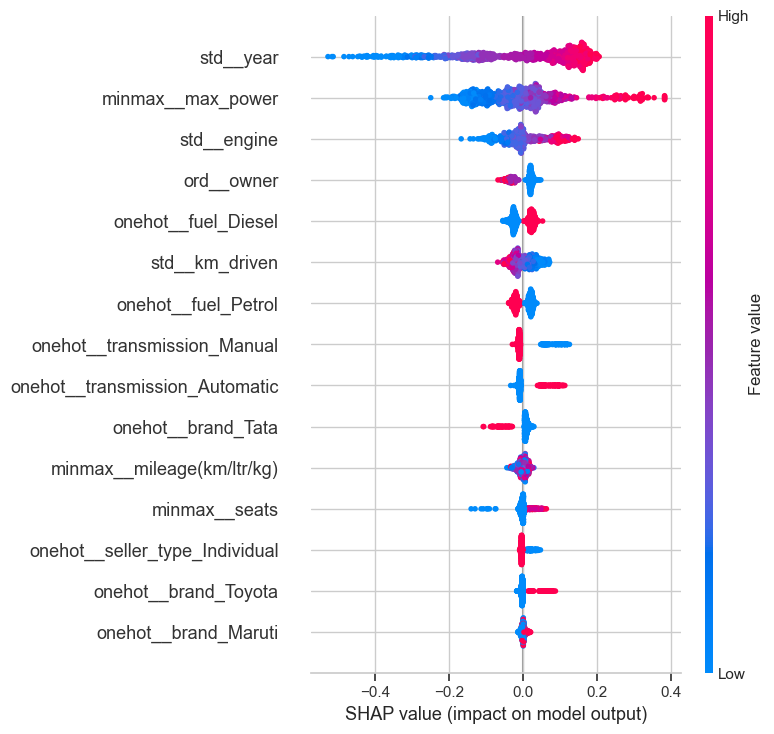 High
std__year
minmax__max_power
std__engine
ord__owner
onehot__fuel_Diesel
std__km_driven
onehot__fuel_Petrol
onehot__transmission_Manual
onehot__transmission_Automatic
onehot__brand_Tata
minmax__mileage(km/ltr/kg)
minmax__seats
onehot__seller_type_Individual
onehot__brand_Toyota
onehot__brand_Maruti
Feature value
Low
−0.4 −0.2 0.0 0.2 0.4
SHAP value (impact on model output)